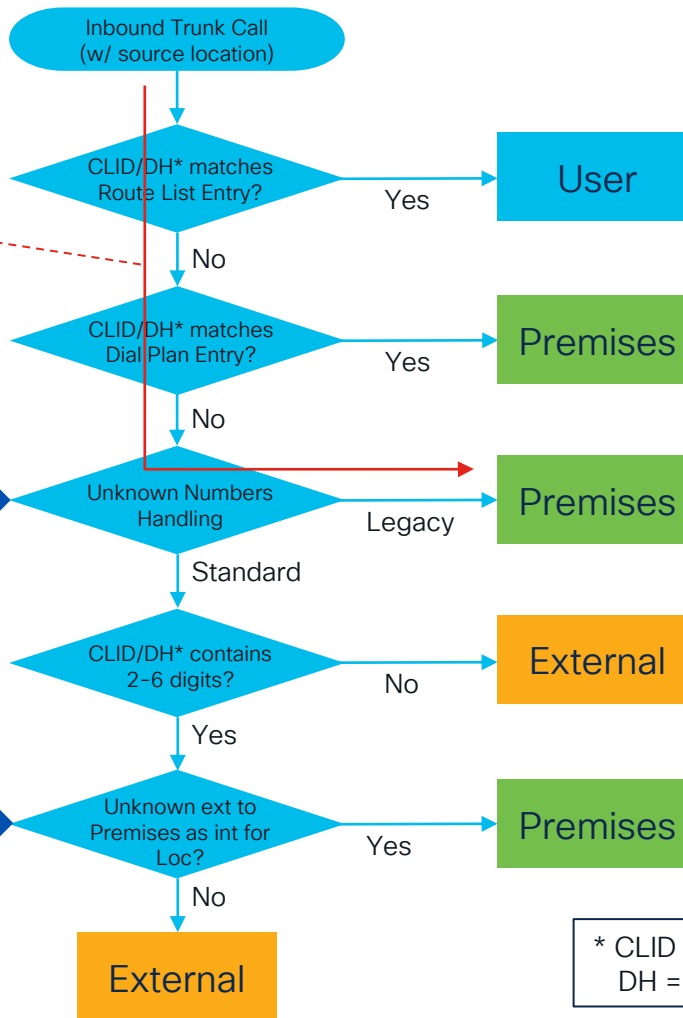 Inbound Trunk Call
(w/ source location)
CLID/DH* matches
Route List Entry?
Yes
User
No
CLID/DH* matches
Dial Plan Entry?
Yes
Premises
No
Unknown Numbers
Handling
Legacy
Premises
Standard
CLID/DH* contains
2-6 digits?
No
External
Yes
Unknown ext to
Premises as int for
Loc?
Yes
Premises
No
External
* CLID
DH =